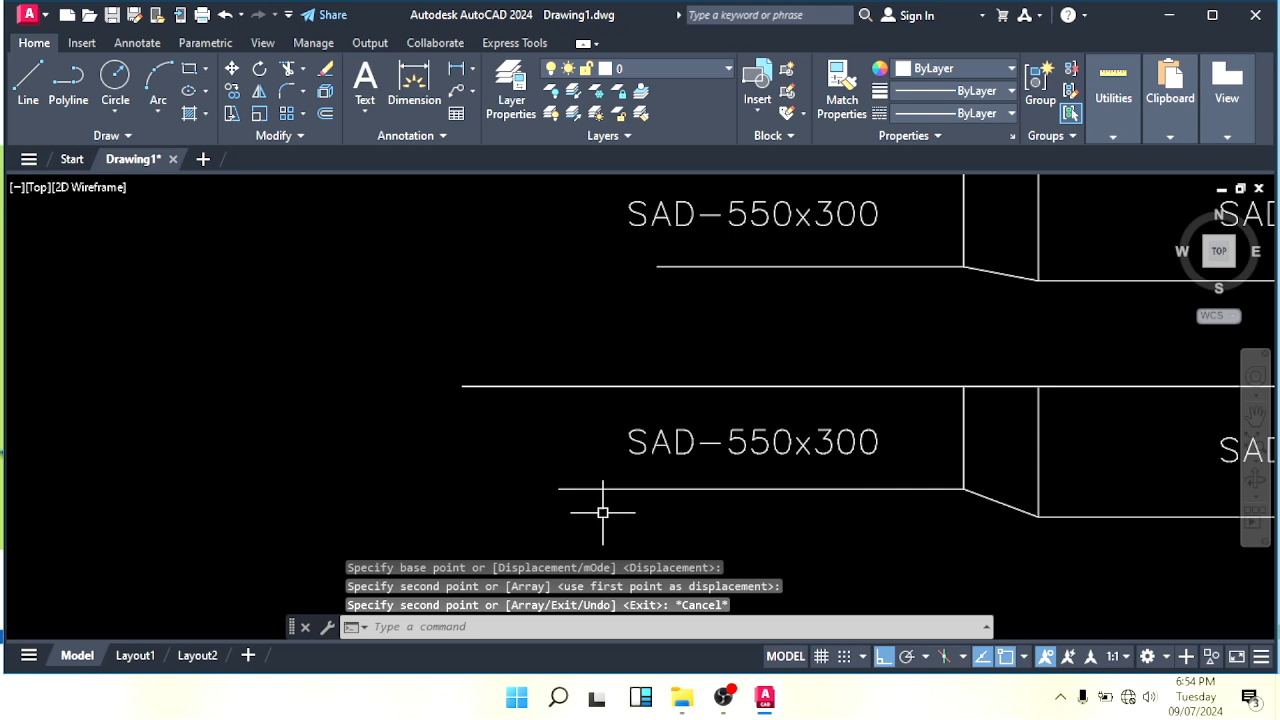 Share
Autodesk AutoCAD 2024 Drawing1.dwg
Type a keyword or phrase
Sign In
Home Insert Annotate Parametric View Manage Output Collaborate Express Tools
Line Polyline Circle Arc
Text Dimension
Layer Properties
0
Insert
Match Properties
ByLayer
ByLayer
ByLayer
Group
Utilities
Clipboard
View
Draw Modify Annotation Layers Block Properties Groups
Start Drawing1*
[−][Top][2D Wireframe]
SAD-550x300
SAD
N
W TOP E
S
WCS
SAD-550x300
SAD
Specify base point or [Displacement/mOde] <Displacement>:
Specify second point or [Array] <use first point as displacement>:
Specify second point or [Array/Exit/Undo] <Exit>: *Cancel*
Type a command
Model Layout1 Layout2
MODEL
1:1
6:54 PM
Tuesday
09/07/2024
3